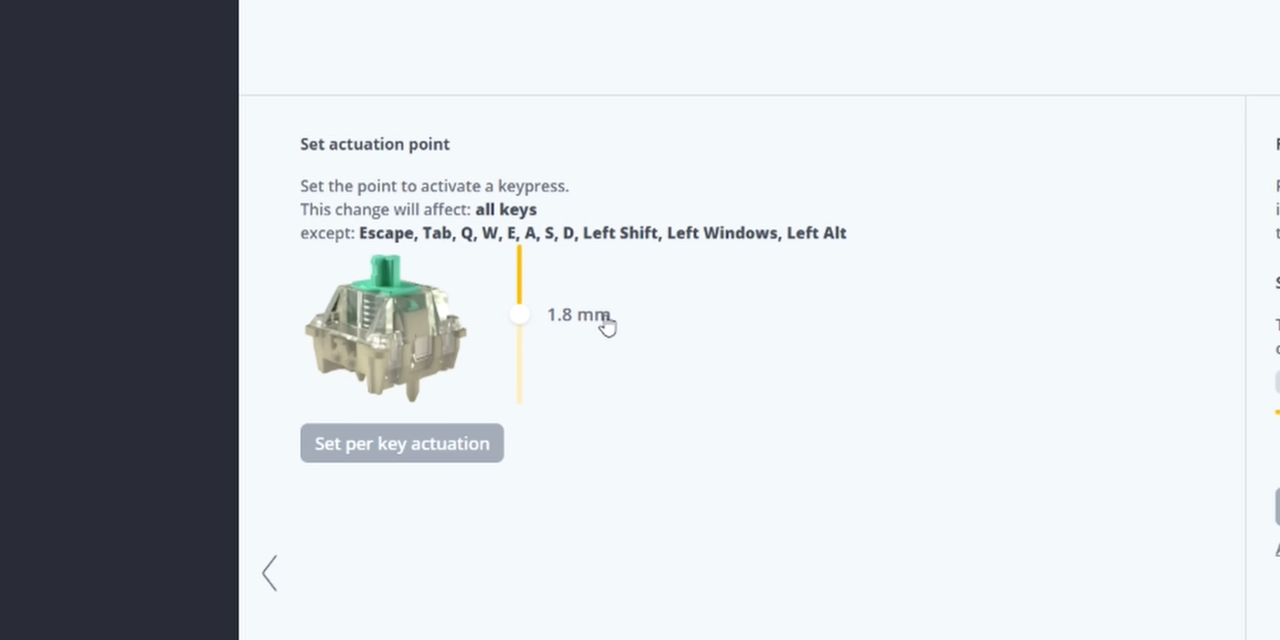 Set actuation point
Set the point to activate a keypress.
This change will affect: all keys
except: Escape, Tab, Q, W, E, A, S, D, Left Shift, Left Windows, Left Alt
1.8 mm
Set per key actuation